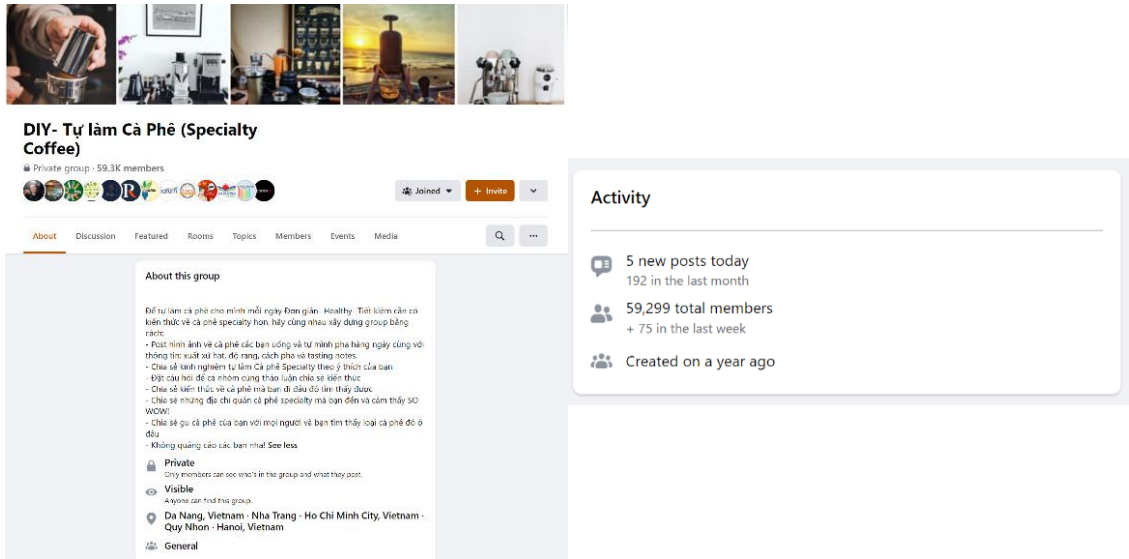 DIY- Tự làm Cà Phê (Specialty
Coffee)
Private group · 59.3K members
Joined
+ Invite
About
Discussion
Featured
Rooms
Topics
Members
Events
Media
About this group
Để tự làm cà phê cho mình mỗi ngày Đơn giản Healthy Tiết kiệm cần có
kiến thức về cà phê specialty hơn, hãy cùng nhau xây dựng group bằng
cách:
- Post hình ảnh về cà phê các bạn uống và tự mình pha hàng ngày cùng với
thông tin: xuất xứ hạt, độ rang, cách pha và tasting notes.
- Chia sẻ kinh nghiệm tự làm Cà phê Specialty theo ý thích của bạn
- Đặt câu hỏi để cả nhóm cùng thảo luận chia sẻ kiến thức
- Chia sẻ kiến thức về cà phê mà bạn đi đâu đó tìm thấy được
- Chia sẻ những địa chỉ quán cà phê specialty mà bạn đến và cảm thấy SO
WOW!
- Chia sẻ gu cà phê của bạn với mọi người và bạn tìm thấy loại cà phê đó ở
đâu
- Không quảng cáo các bạn nha! See less
Private
Only members can see who's in the group and what they post.
Visible
Anyone can find this group.
Da Nang, Vietnam · Nha Trang · Ho Chi Minh City, Vietnam ·
Quy Nhon · Hanoi, Vietnam
General
Activity
5 new posts today
192 in the last month
59,299 total members
+ 75 in the last week
Created on a year ago